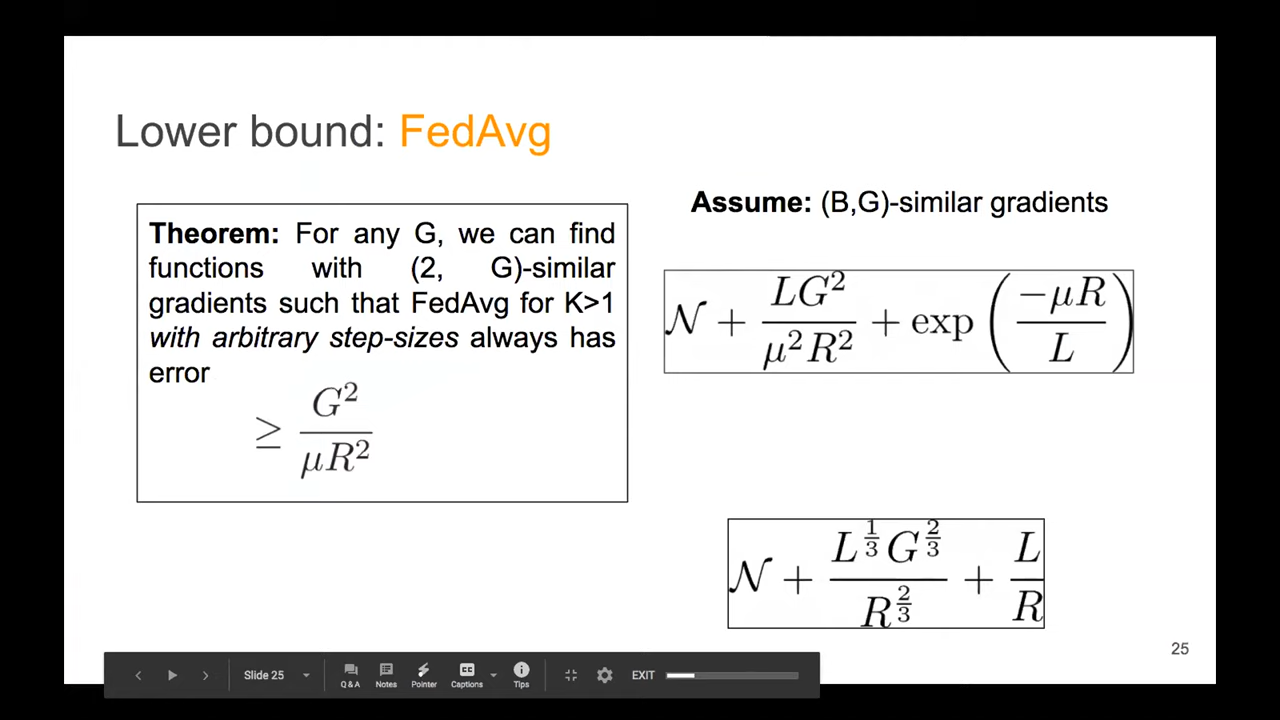 Lower bound: FedAvg
Theorem: For any G, we can find
functions with (2, G)-similar
gradients such that FedAvg for K>1
with arbitrary step-sizes always has
error
≥ G² / μR²
Assume: (B,G)-similar gradients
𝒩 + LG² / μ²R² + exp(−μR / L)
𝒩 + L^{1/3} G^{2/3} / R^{2/3} + L / R
25
Slide 25
Q & A Notes Pointer Captions Tips
EXIT